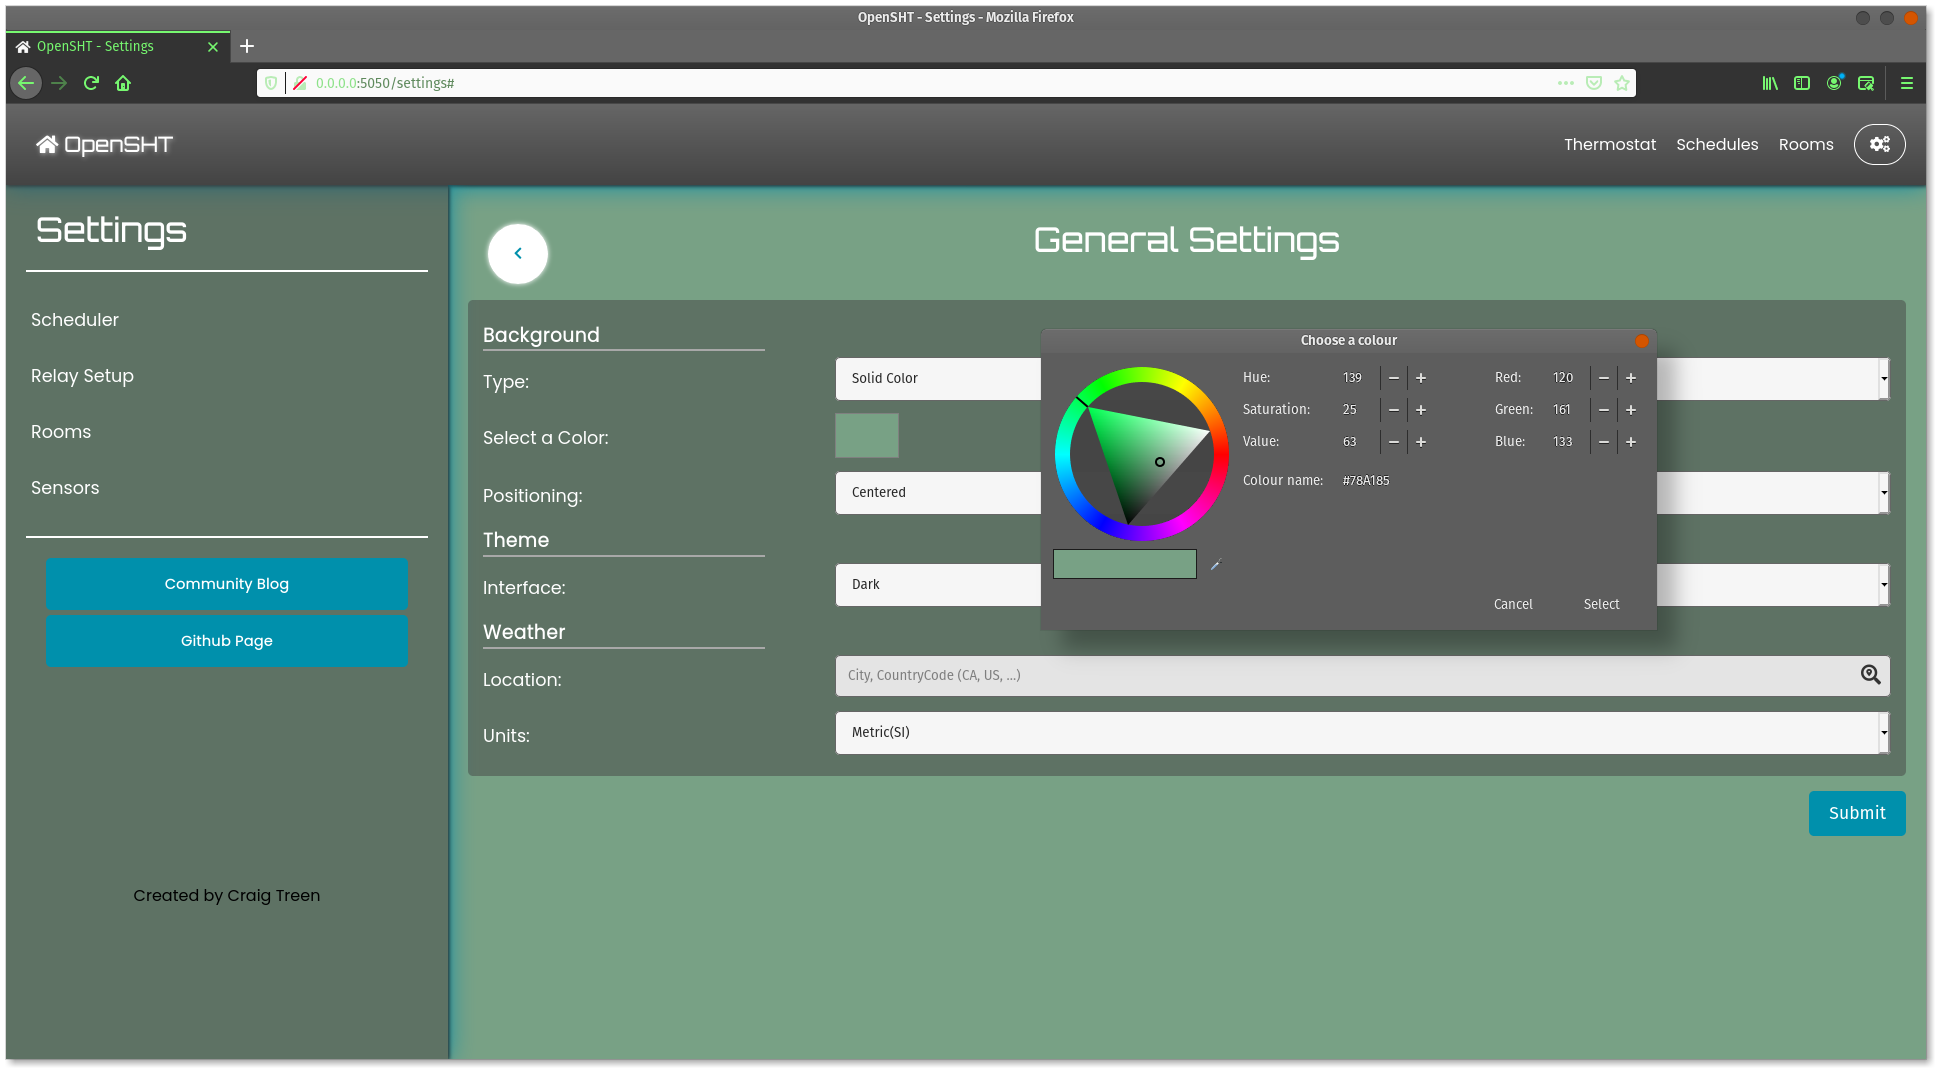 OpenSHT - Settings - Mozilla Firefox
OpenSHT - Settings
0.0.0.0:5050/settings#
OpenSHT
Thermostat Schedules Rooms
Settings
Scheduler
Relay Setup
Rooms
Sensors
Community Blog
Github Page
Created by Craig Treen
General Settings
Background
Type:
Solid Color
Select a Color:
Positioning:
Centered
Theme
Interface:
Dark
Weather
Location:
City, CountryCode (CA, US, ...)
Units:
Metric(SI)
Submit
Choose a colour
Hue: 139 − + Red: 120 − +
Saturation: 25 − + Green: 161 − +
Value: 63 − + Blue: 133 − +
Colour name: #78A185
Cancel Select